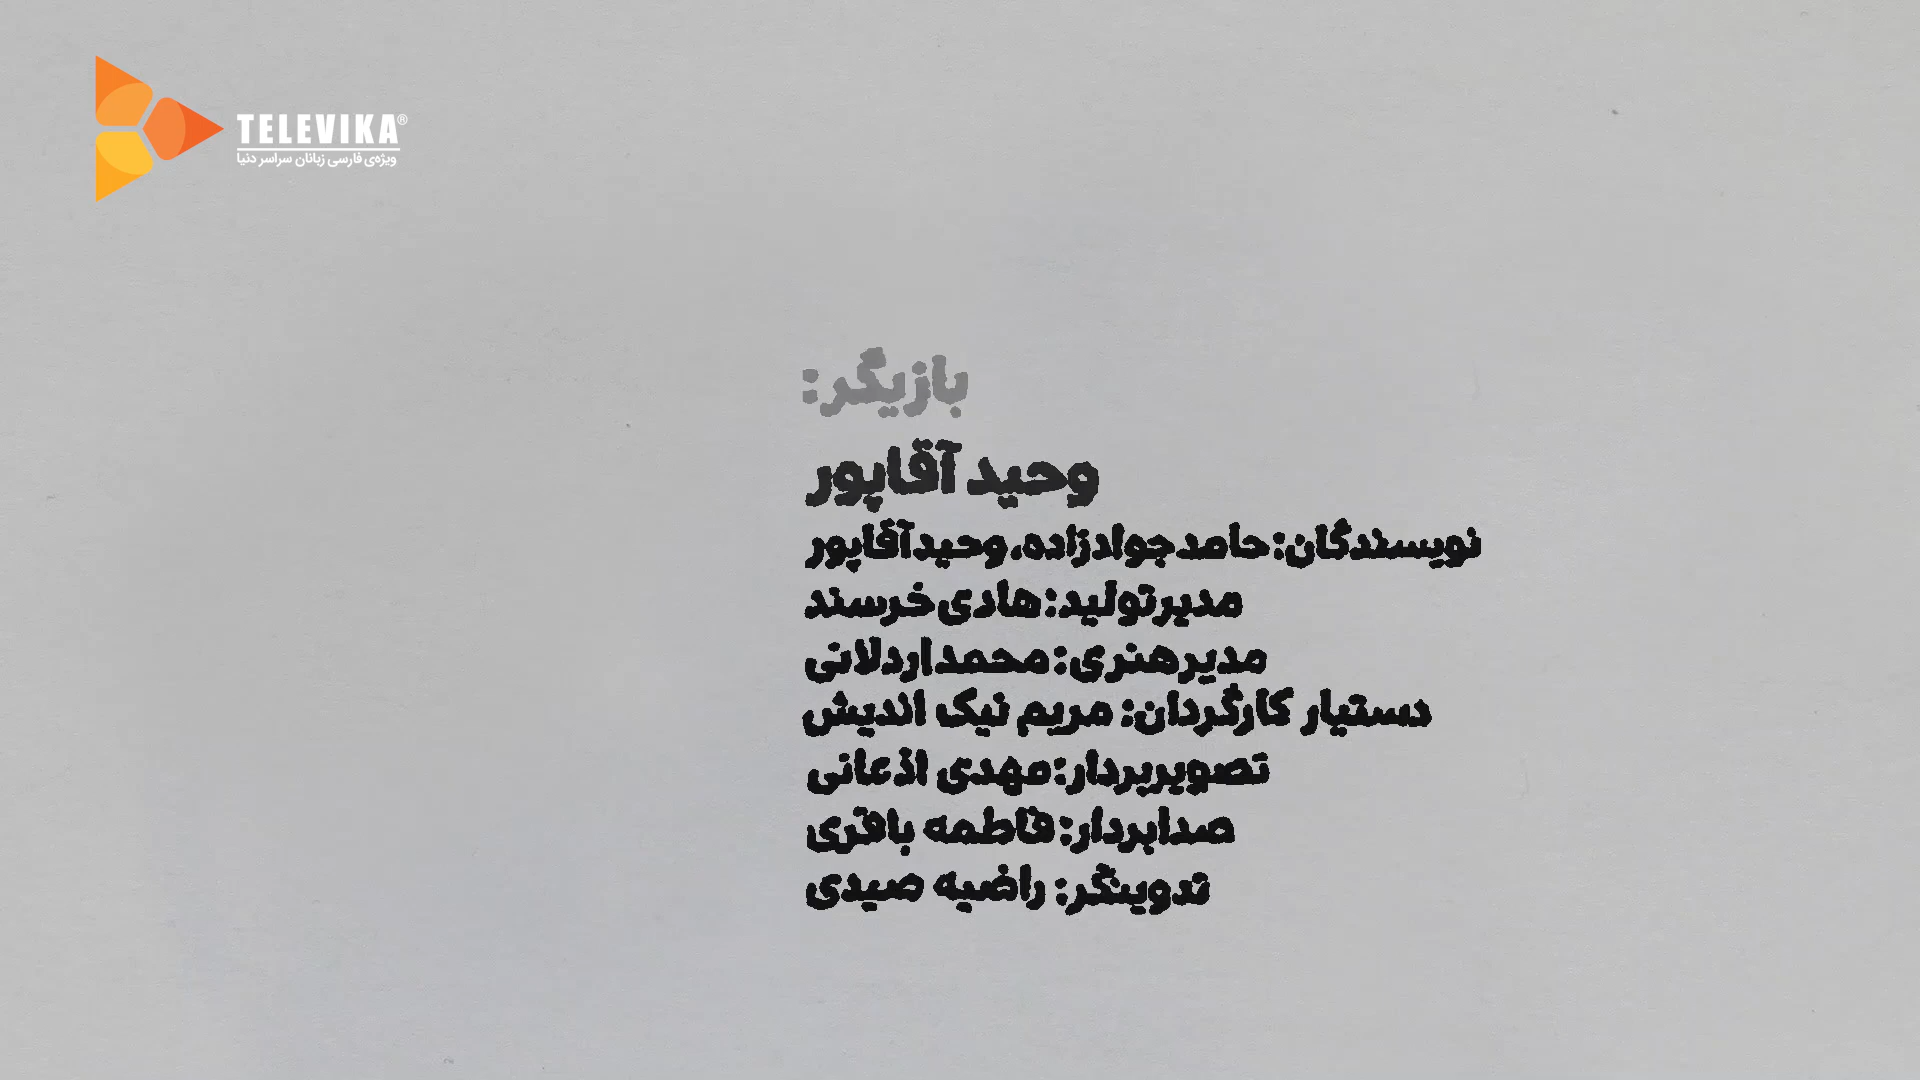 TELEVIKA®
ویژه‌ی فارسی زبانان سراسر دنیا
بازیگر:
وحید آقاپور
نویسندگان: حامد جوادزاده، وحید آقاپور
مدیر تولید: هادی خرسند
مدیر هنری: محمد اردلانی
دستیار کارگردان: مریم نیک اندیش
تصویربردار: مهدی اذعانی
صدابردار: فاطمه باقری
تدوینگر: راضیه صیدی